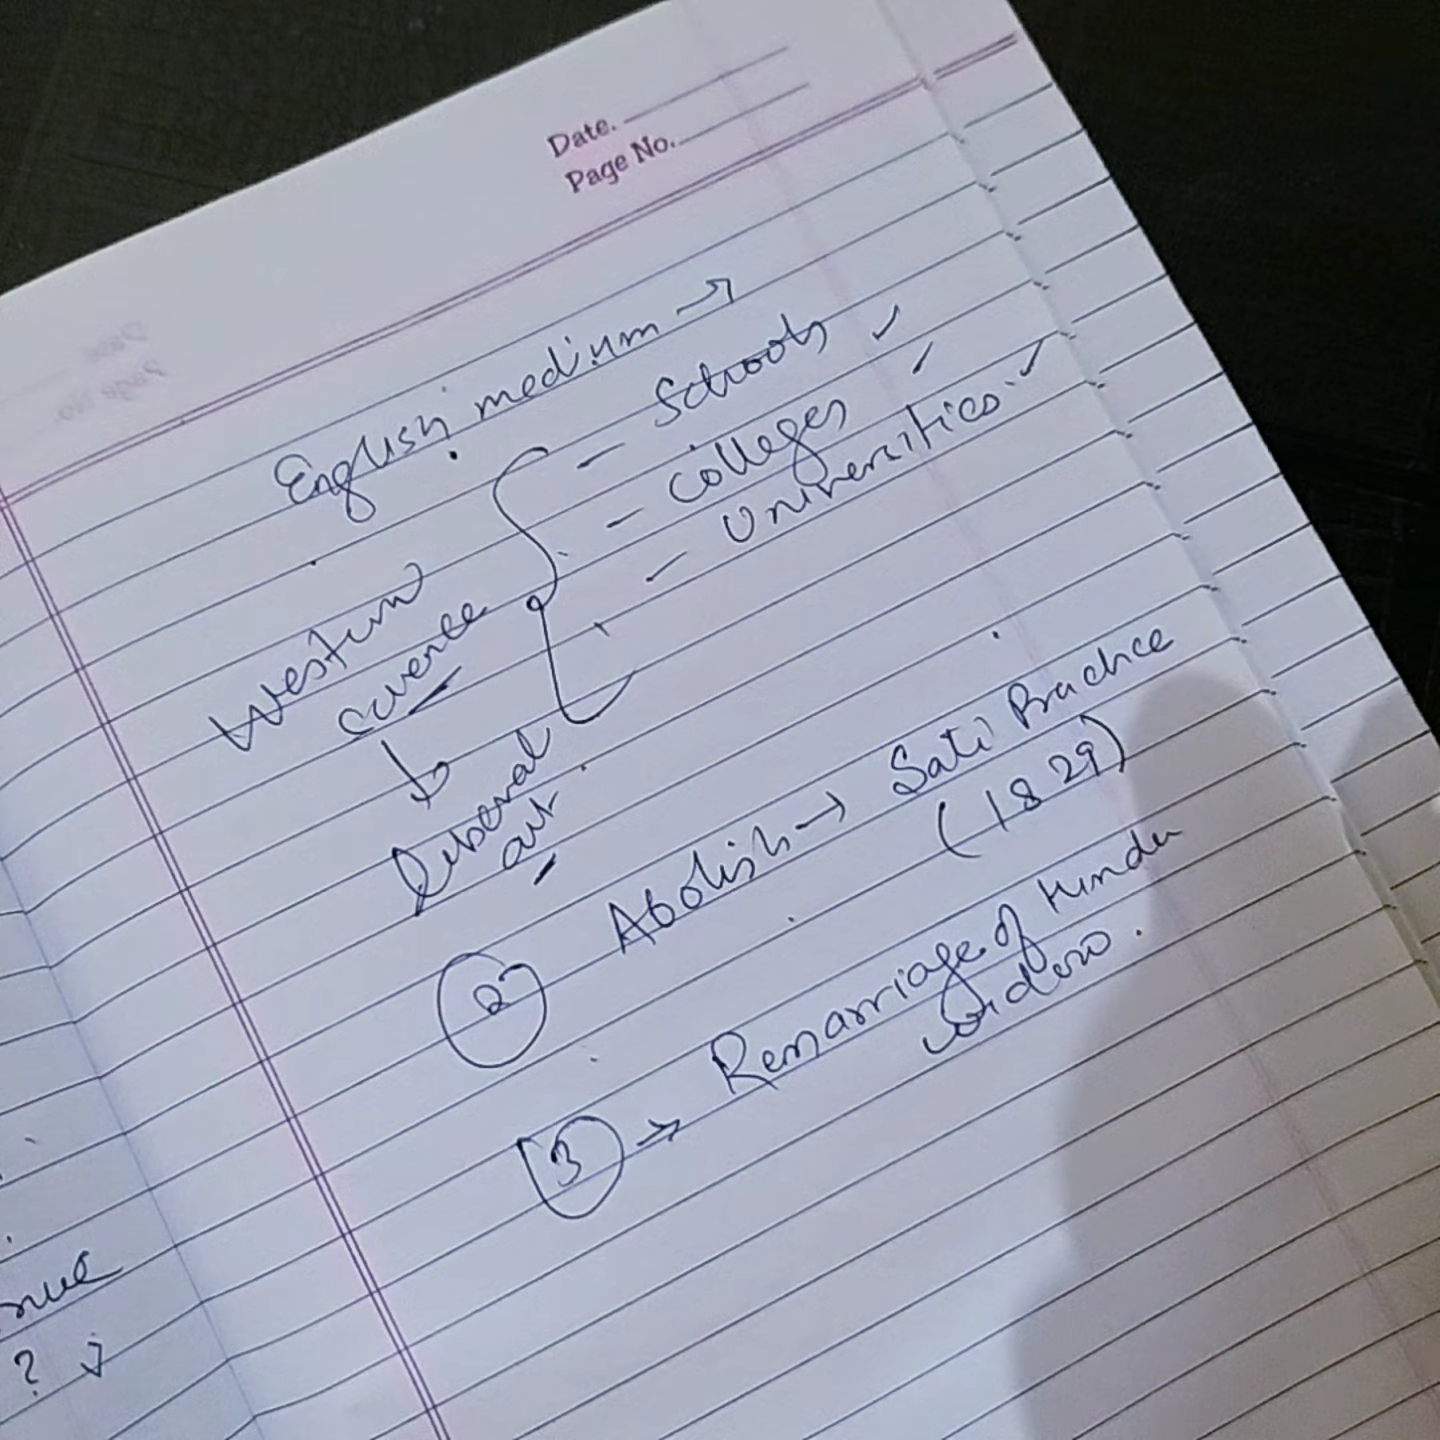 Date.
Page No.
English medium →
- Schools ✓
- Colleges ✓
- Universities ✓
Western
science
↓
liberal
art
② Abolish → Sati Practice
(1829)
③ → Remarriage of Hindu
widow.
? ↓